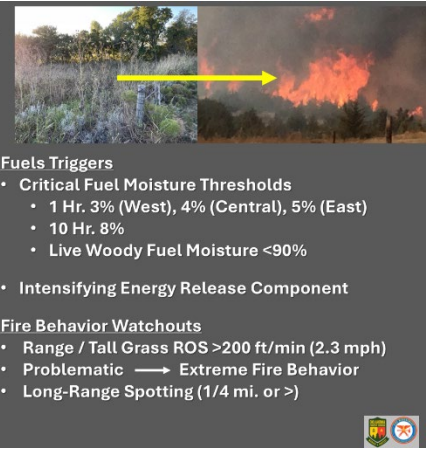 Fuels Triggers
• Critical Fuel Moisture Thresholds
• 1 Hr. 3% (West), 4% (Central), 5% (East)
• 10 Hr. 8%
• Live Woody Fuel Moisture <90%
• Intensifying Energy Release Component
Fire Behavior Watchouts
• Range / Tall Grass ROS >200 ft/min (2.3 mph)
• Problematic → Extreme Fire Behavior
• Long-Range Spotting (1/4 mi. or >)